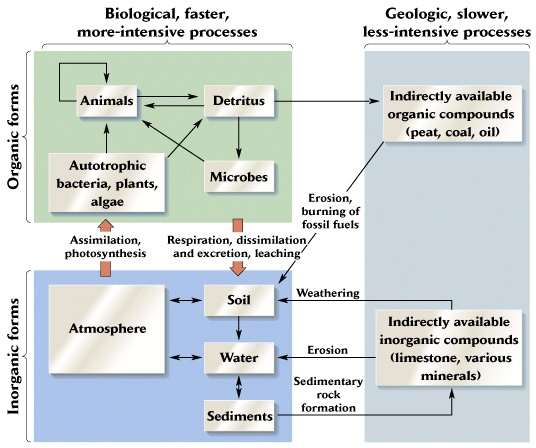 Biological, faster,
more-intensive processes
Geologic, slower,
less-intensive processes
Organic forms
Animals
Detritus
Indirectly available
organic compounds
(peat, coal, oil)
Autotrophic
bacteria, plants,
algae
Microbes
Erosion,
burning of
fossil fuels
Assimilation,
photosynthesis
Respiration, dissimilation
and excretion, leaching
Inorganic forms
Atmosphere
Soil
Weathering
Water
Erosion
Indirectly available
inorganic compounds
(limestone, various
minerals)
Sediments
Sedimentary
rock
formation